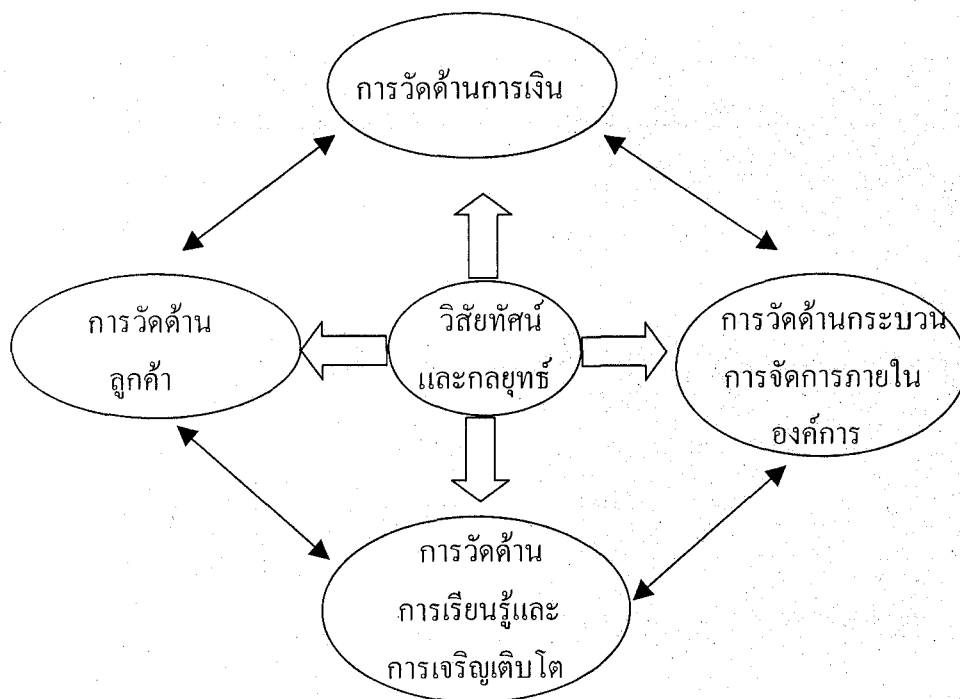 การวัดด้านการเงิน
การวัดด้าน
ลูกค้า
วิสัยทัศน์
และกลยุทธ์
การวัดด้านกระบวน
การจัดการภายใน
องค์การ
การวัดด้าน
การเรียนรู้และ
การเจริญเติบโต